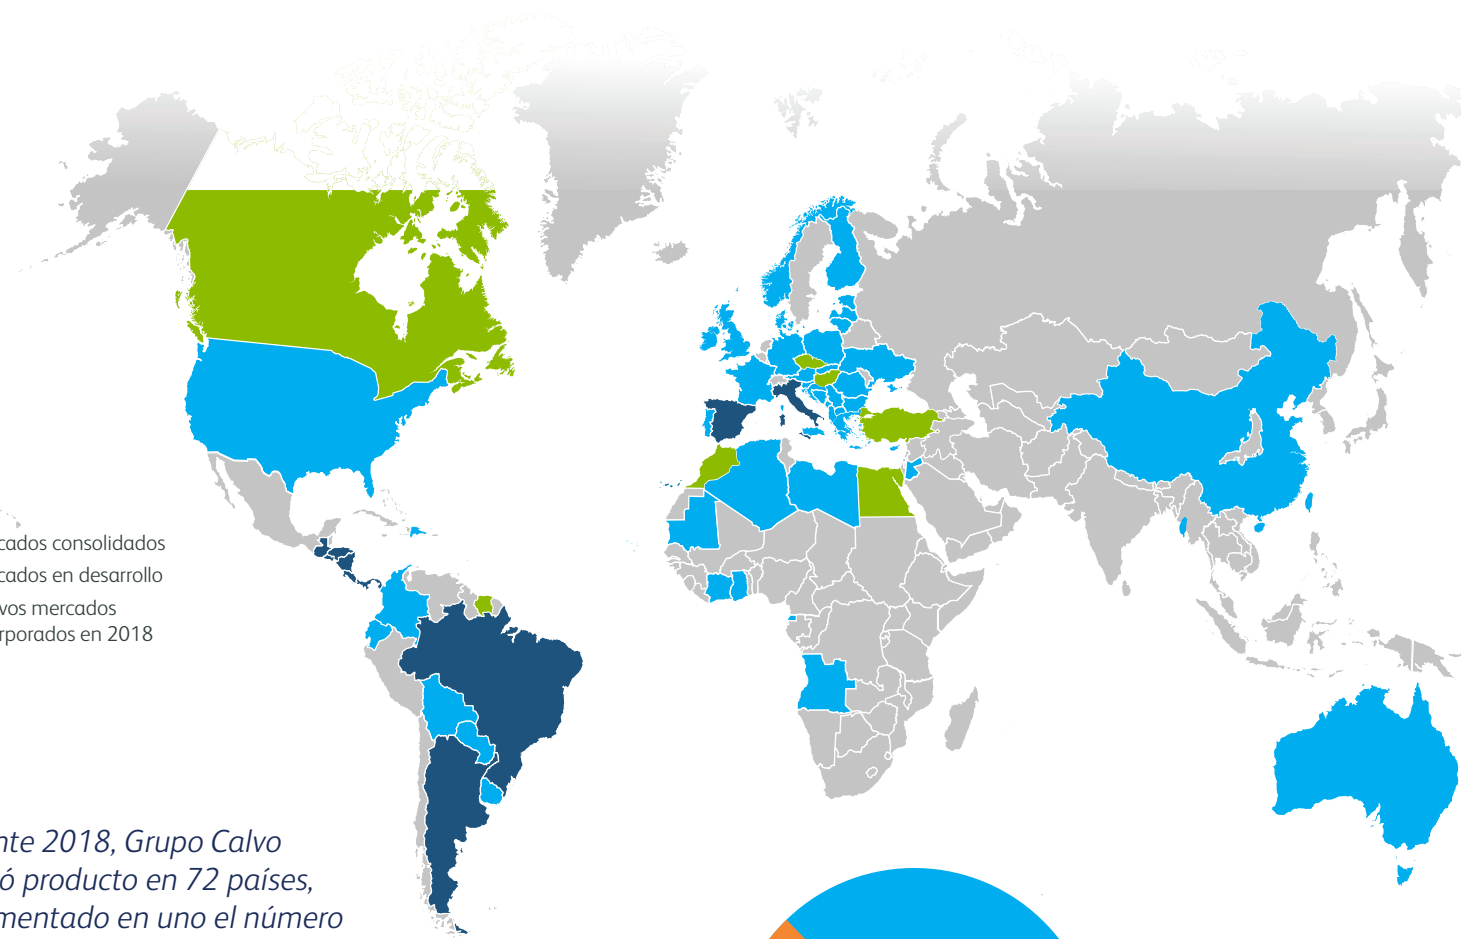 cados consolidados
cados en desarrollo
vos mercados
rporados en 2018
nte 2018, Grupo Calvo
ó producto en 72 países,
mentado en uno el número